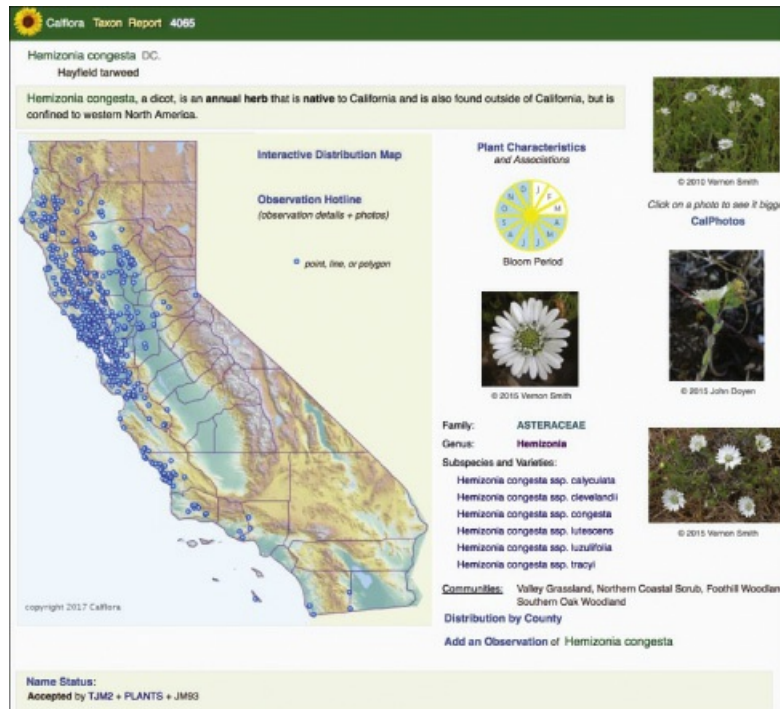 Calflora Taxon Report 4065
Hemizonia congesta DC.
Hayfield tarweed
Hemizonia congesta, a dicot, is an annual herb that is native to California and is also found outside of California, but is
confined to western North America.
Interactive Distribution Map
Observation Hotline
(observation details + photos)
point, line, or polygon
copyright 2017 Calflora
Plant Characteristics
and Associations
J
F
M
A
M
J
J
A
S
O
N
D
Bloom Period
© 2015 Vernon Smith
© 2010 Vernon Smith
Click on a photo to see it bigg
CalPhotos
© 2015 John Doyen
© 2015 Vernon Smith
Family: ASTERACEAE
Genus: Hemizonia
Subspecies and Varieties:
Hemizonia congesta ssp. calyculata
Hemizonia congesta ssp. clevelandii
Hemizonia congesta ssp. congesta
Hemizonia congesta ssp. lutescens
Hemizonia congesta ssp. luzulifolia
Hemizonia congesta ssp. tracyi
Communities: Valley Grassland, Northern Coastal Scrub, Foothill Woodlan
Southern Oak Woodland
Distribution by County
Add an Observation of Hemizonia congesta
Name Status:
Accepted by TJM2 + PLANTS + JM93